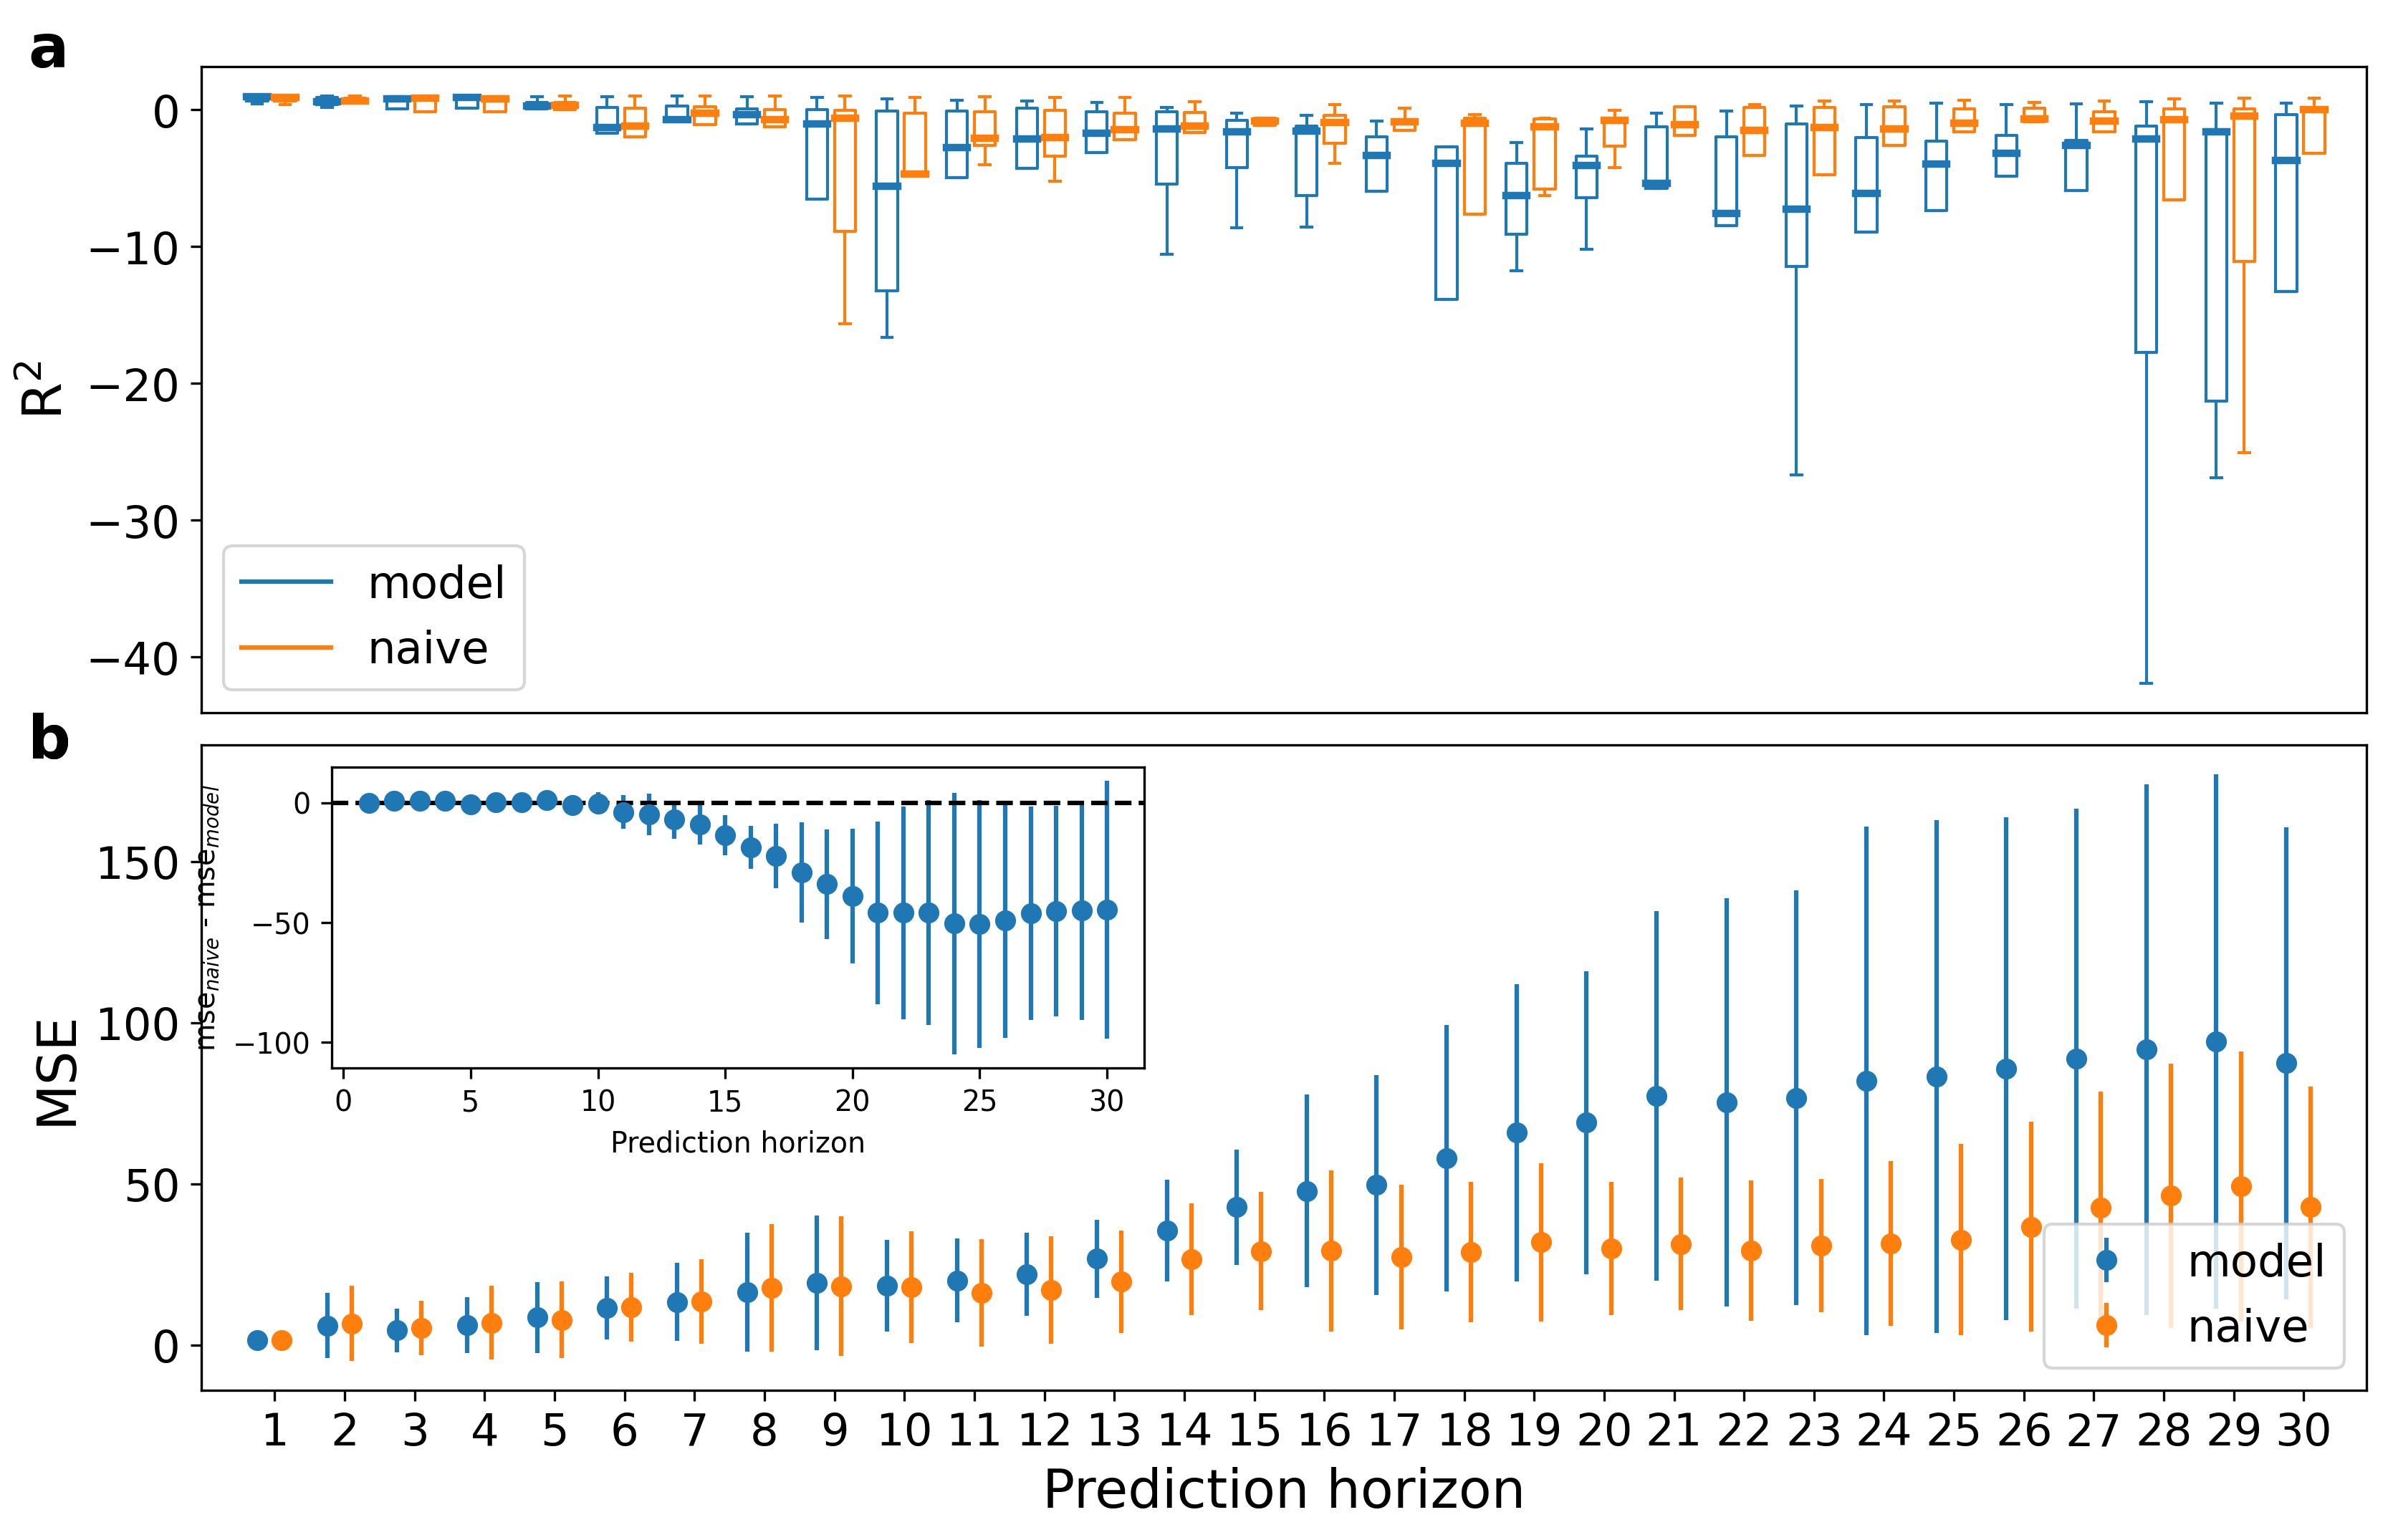 a
0
−10
−20
−30
−40
R²
model
naive
b
150
100
50
0
MSE
0
−50
−100
mse_naive - mse_model
0 5 10 15 20 25 30
Prediction horizon
model
naive
1 2 3 4 5 6 7 8 9 10 11 12 13 14 15 16 17 18 19 20 21 22 23 24 25 26 27 28 29 30
Prediction horizon